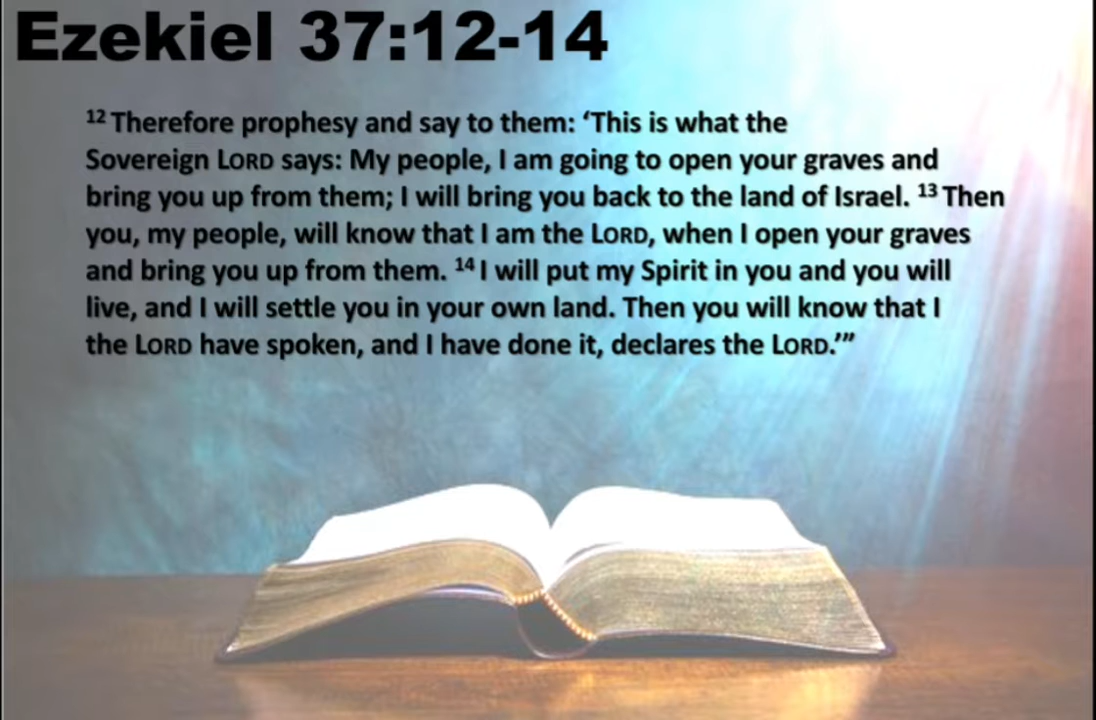 Ezekiel 37:12-14
12 Therefore prophesy and say to them: ‘This is what the
Sovereign LORD says: My people, I am going to open your graves and
bring you up from them; I will bring you back to the land of Israel. 13 Then
you, my people, will know that I am the LORD, when I open your graves
and bring you up from them. 14 I will put my Spirit in you and you will
live, and I will settle you in your own land. Then you will know that I
the LORD have spoken, and I have done it, declares the LORD.’”